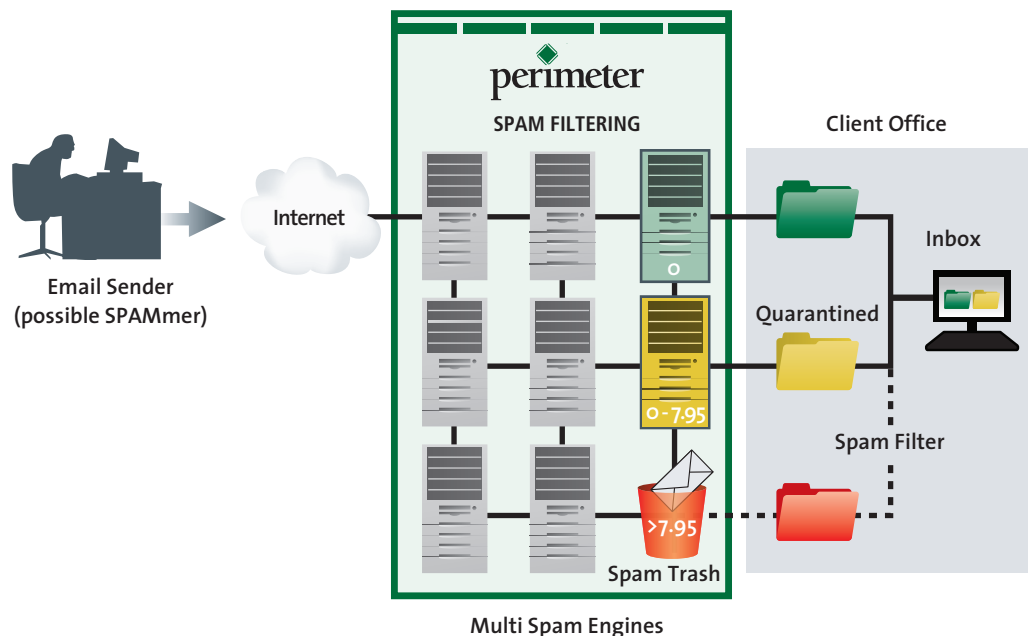 perimeter
SPAM FILTERING
Client Office
Internet
Email Sender
(possible SPAMmer)
0
Inbox
Quarantined
0 - 7.95
Spam Filter
>7.95
Spam Trash
Multi Spam Engines